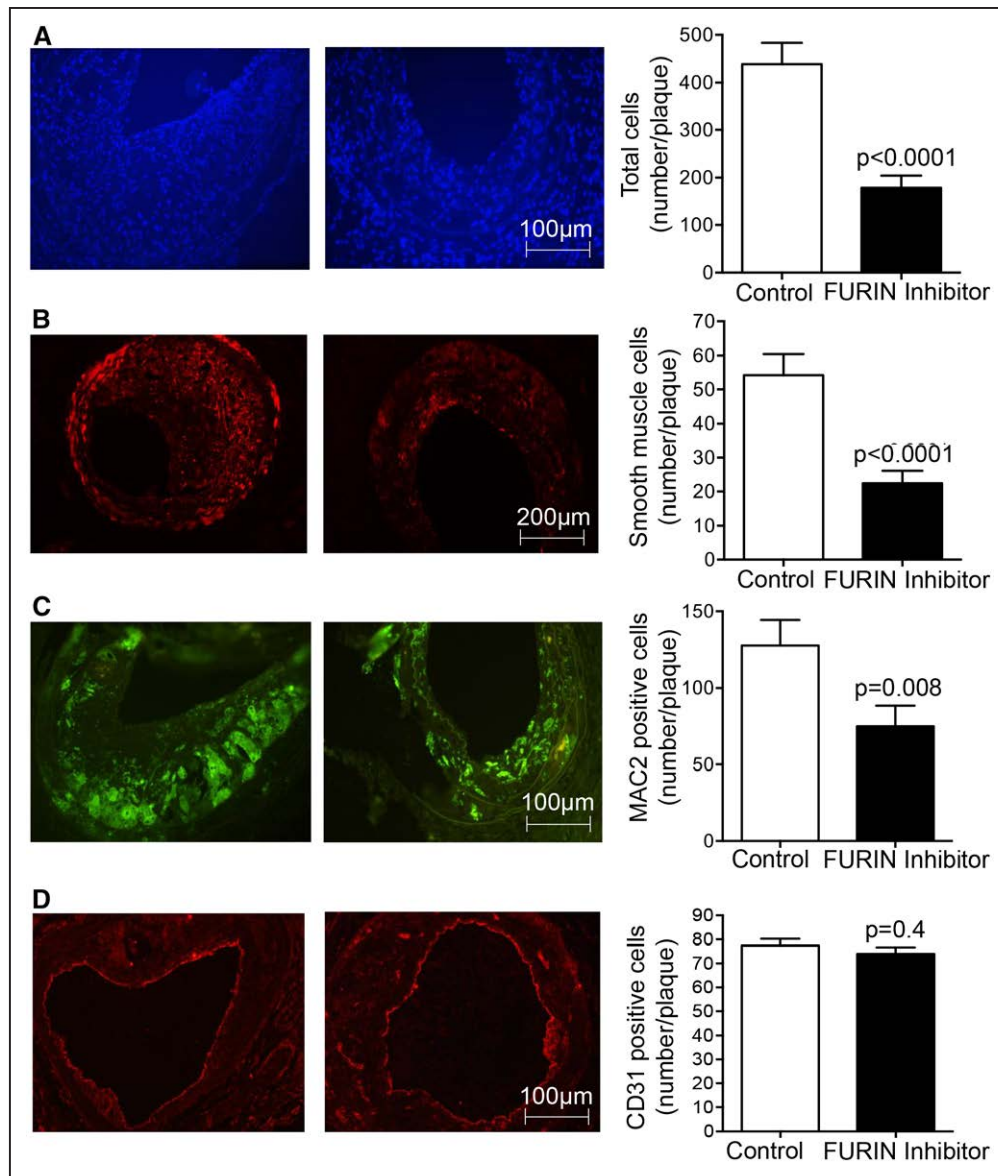 A
100µm
Total cells
(number/plaque)
500
400
300
200
100
0
p<0.0001
Control FURIN Inhibitor
B
200µm
Smooth muscle cells
(number/plaque)
70
60
50
40
30
20
10
0
p<0.0001
Control FURIN Inhibitor
C
100µm
MAC2 positive cells
(number/plaque)
150
100
50
0
p=0.008
Control FURIN Inhibitor
D
100µm
CD31 positive cells
(number/plaque)
90
80
70
60
50
40
30
20
10
0
p=0.4
Control FURIN Inhibitor